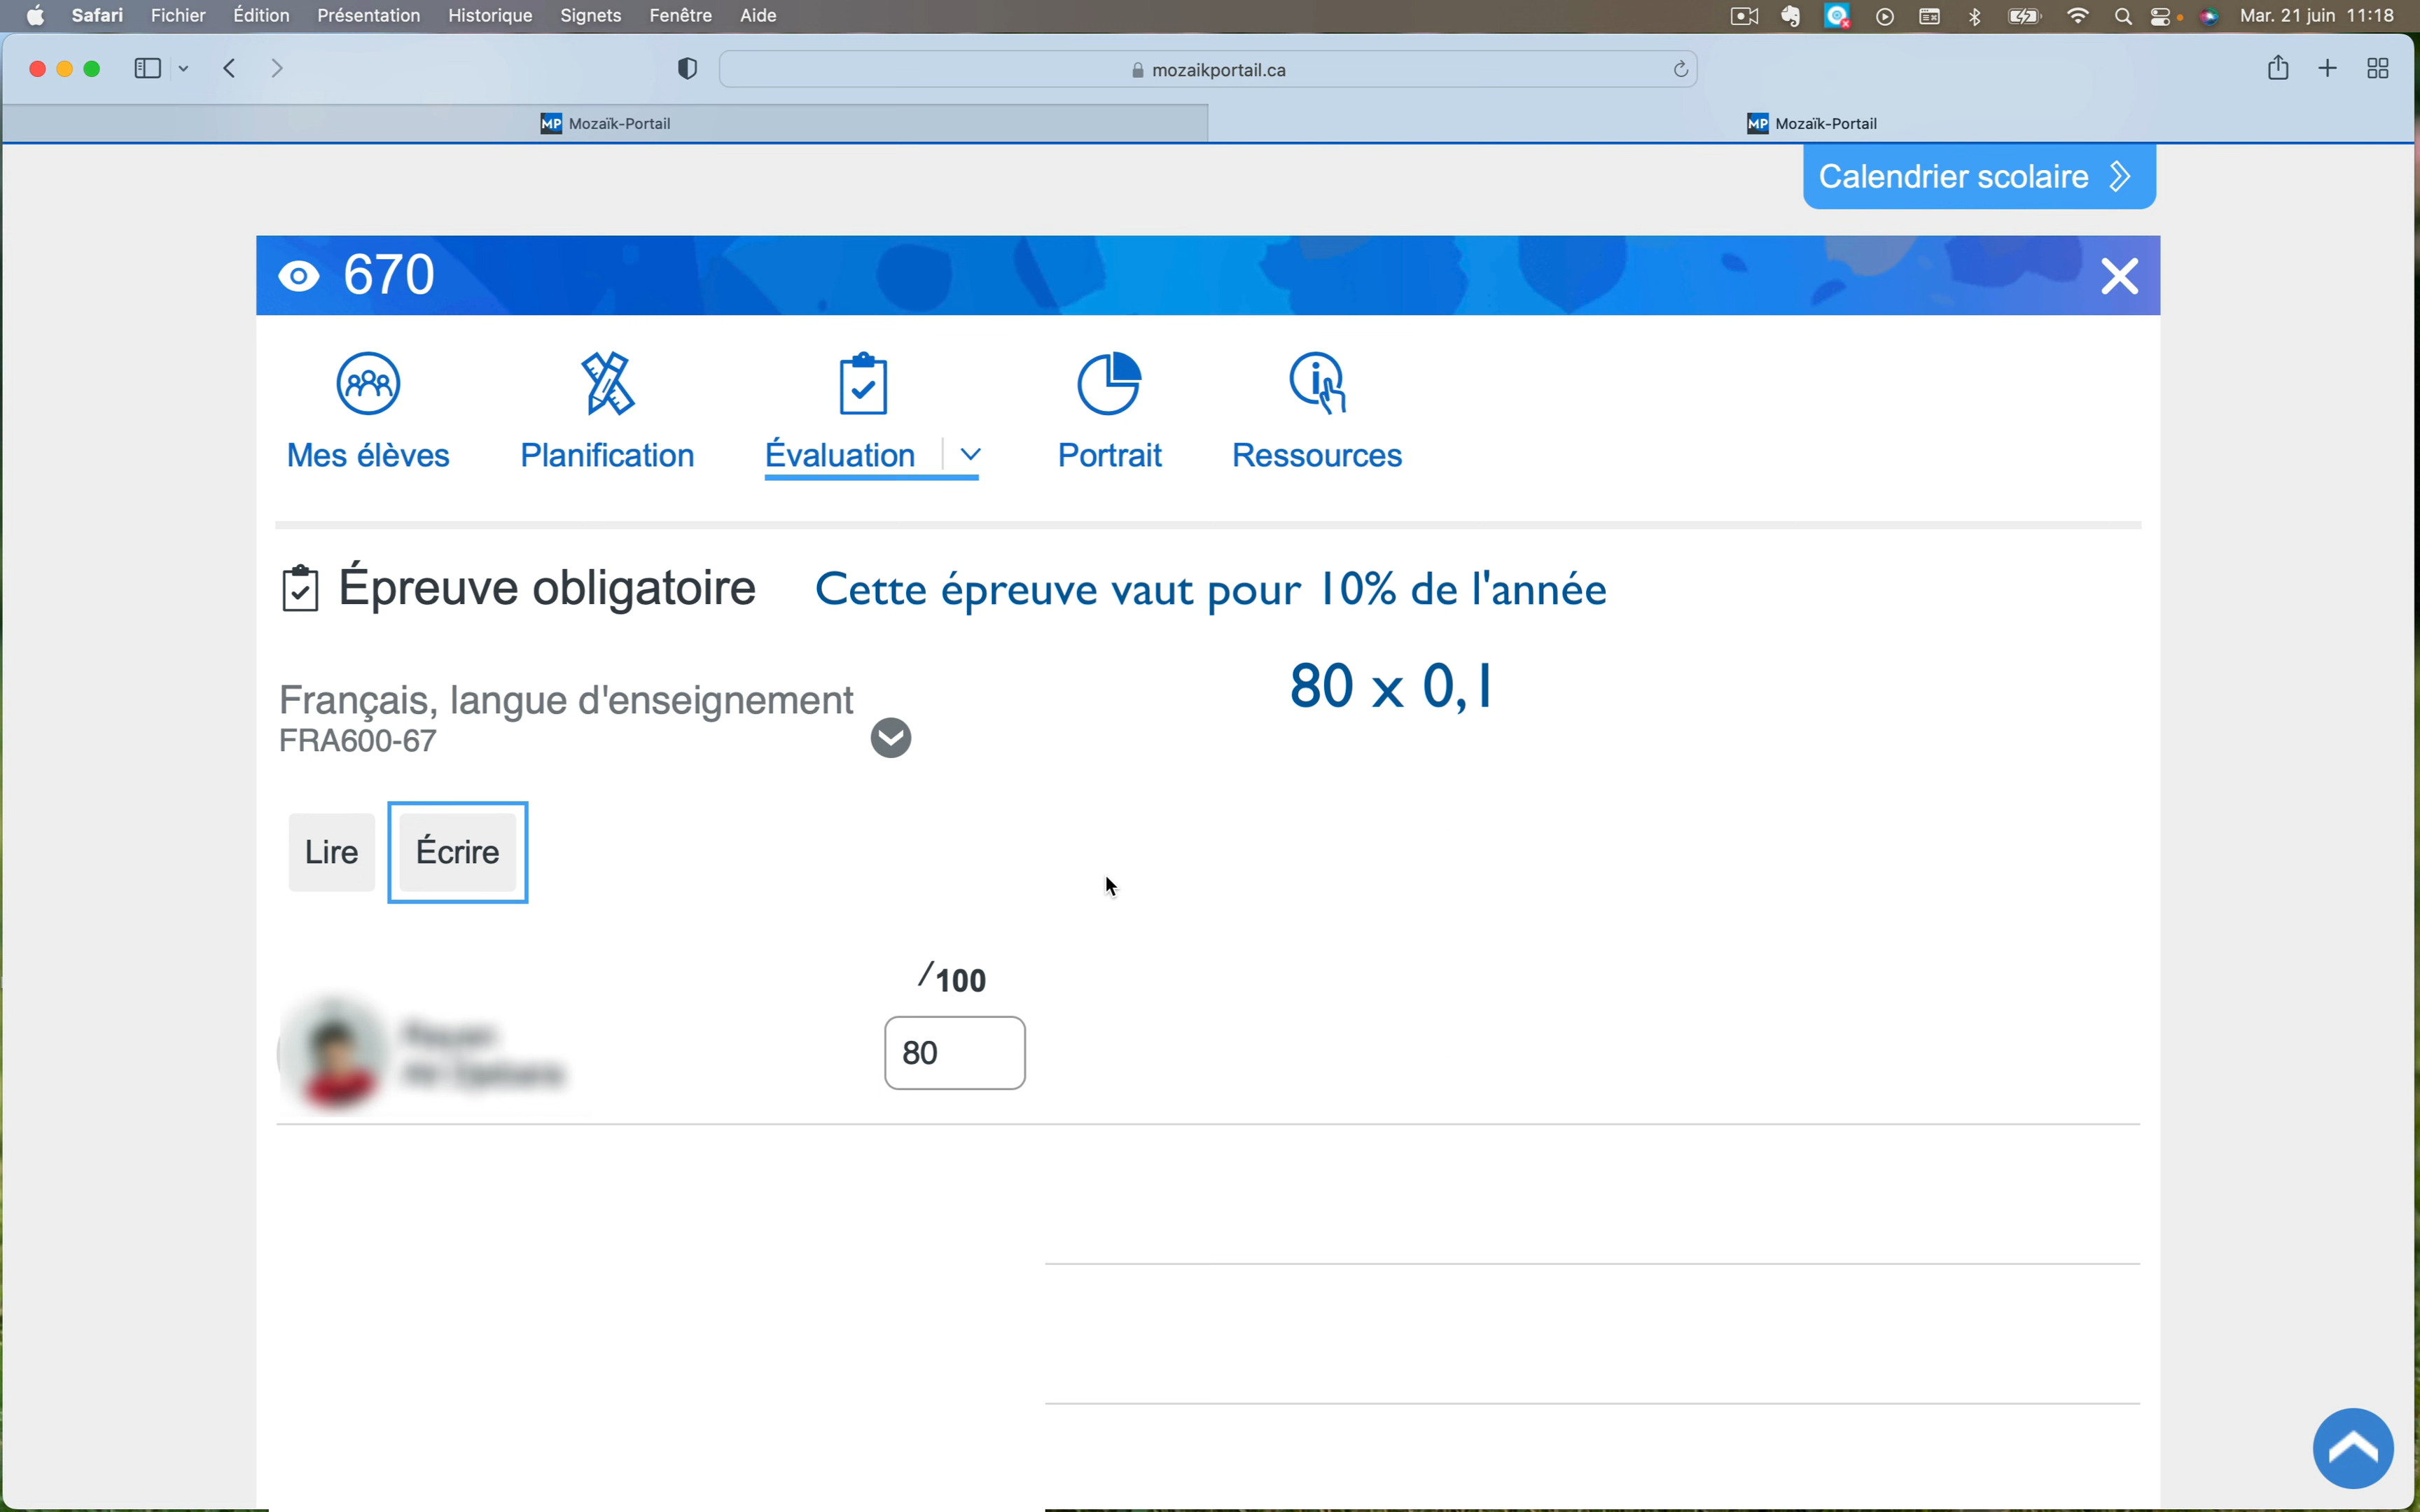 Safari Fichier Édition Présentation Historique Signets Fenêtre Aide Mar. 21 juin 11:18
mozaikportail.ca
MP Mozaïk-Portail MP Mozaïk-Portail
Calendrier scolaire
670
Mes élèves Planification Évaluation Portrait Ressources
Épreuve obligatoire Cette épreuve vaut pour 10% de l'année
80 x 0,1
Français, langue d'enseignement
FRA600-67
Lire Écrire
/100
80